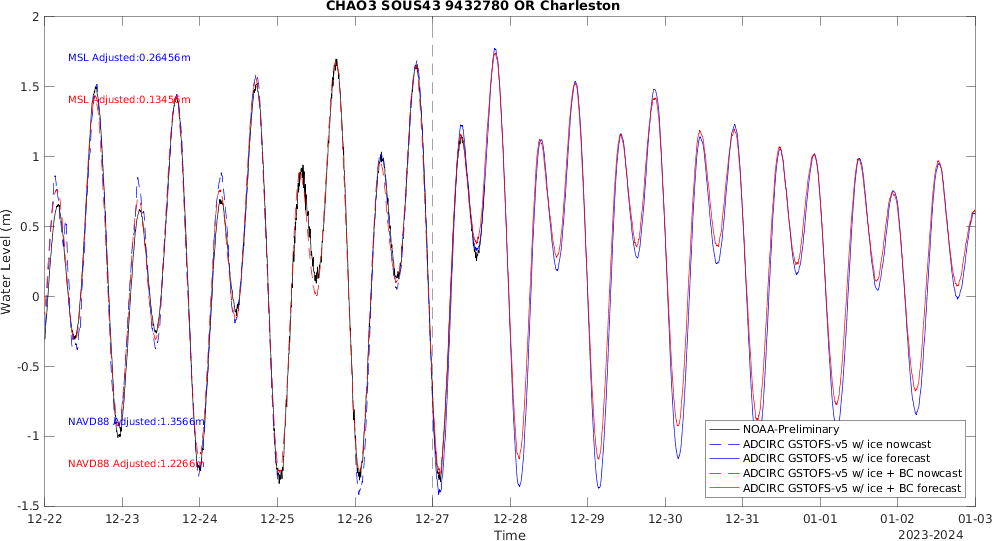 CHAO3 SOUS43 9432780 OR Charleston
2
1.5
1
0.5
0
-0.5
-1
-1.5
Water Level (m)
MSL Adjusted:0.26456m
MSL Adjusted:0.13456m
NAVD88 Adjusted:1.3566m
NAVD88 Adjusted:1.2266m
NOAA-Preliminary
ADCIRC GSTOFS-v5 w/ ice nowcast
ADCIRC GSTOFS-v5 w/ ice forecast
ADCIRC GSTOFS-v5 w/ ice + BC nowcast
ADCIRC GSTOFS-v5 w/ ice + BC forecast
12-22 12-23 12-24 12-25 12-26 12-27 12-28 12-29 12-30 12-31 01-01 01-02 01-03
Time
2023-2024